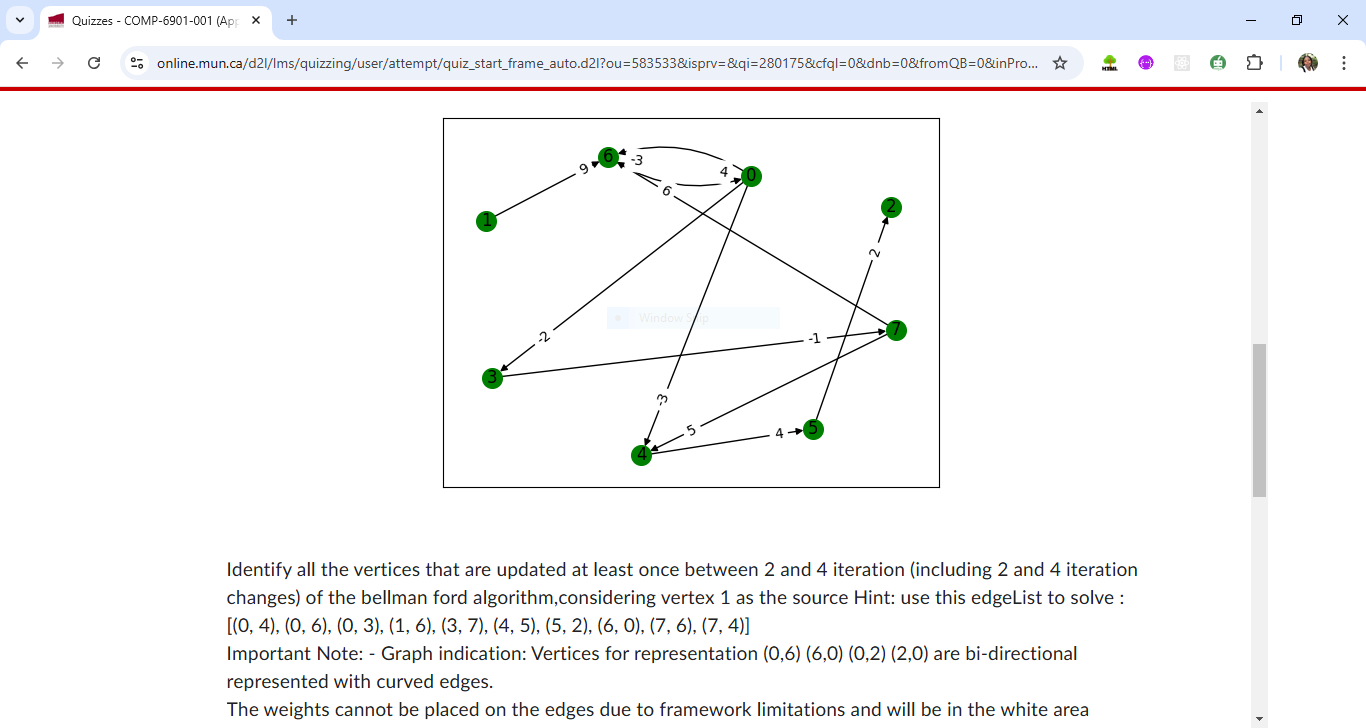 Quizzes - COMP-6901-001 (App
online.mun.ca/d2l/lms/quizzing/user/attempt/quiz_start_frame_auto.d2l?ou=583533&isprv=&qi=280175&cfql=0&dnb=0&fromQB=0&inPro...
HTML
6
-3
9
4
0
6
1
2
2
Window Snip
7
-2
-1
3
-3
5
4
5
4
Identify all the vertices that are updated at least once between 2 and 4 iteration (including 2 and 4 iteration
changes) of the bellman ford algorithm,considering vertex 1 as the source Hint: use this edgeList to solve :
[(0, 4), (0, 6), (0, 3), (1, 6), (3, 7), (4, 5), (5, 2), (6, 0), (7, 6), (7, 4)]
Important Note: - Graph indication: Vertices for representation (0,6) (6,0) (0,2) (2,0) are bi-directional
represented with curved edges.
The weights cannot be placed on the edges due to framework limitations and will be in the white area